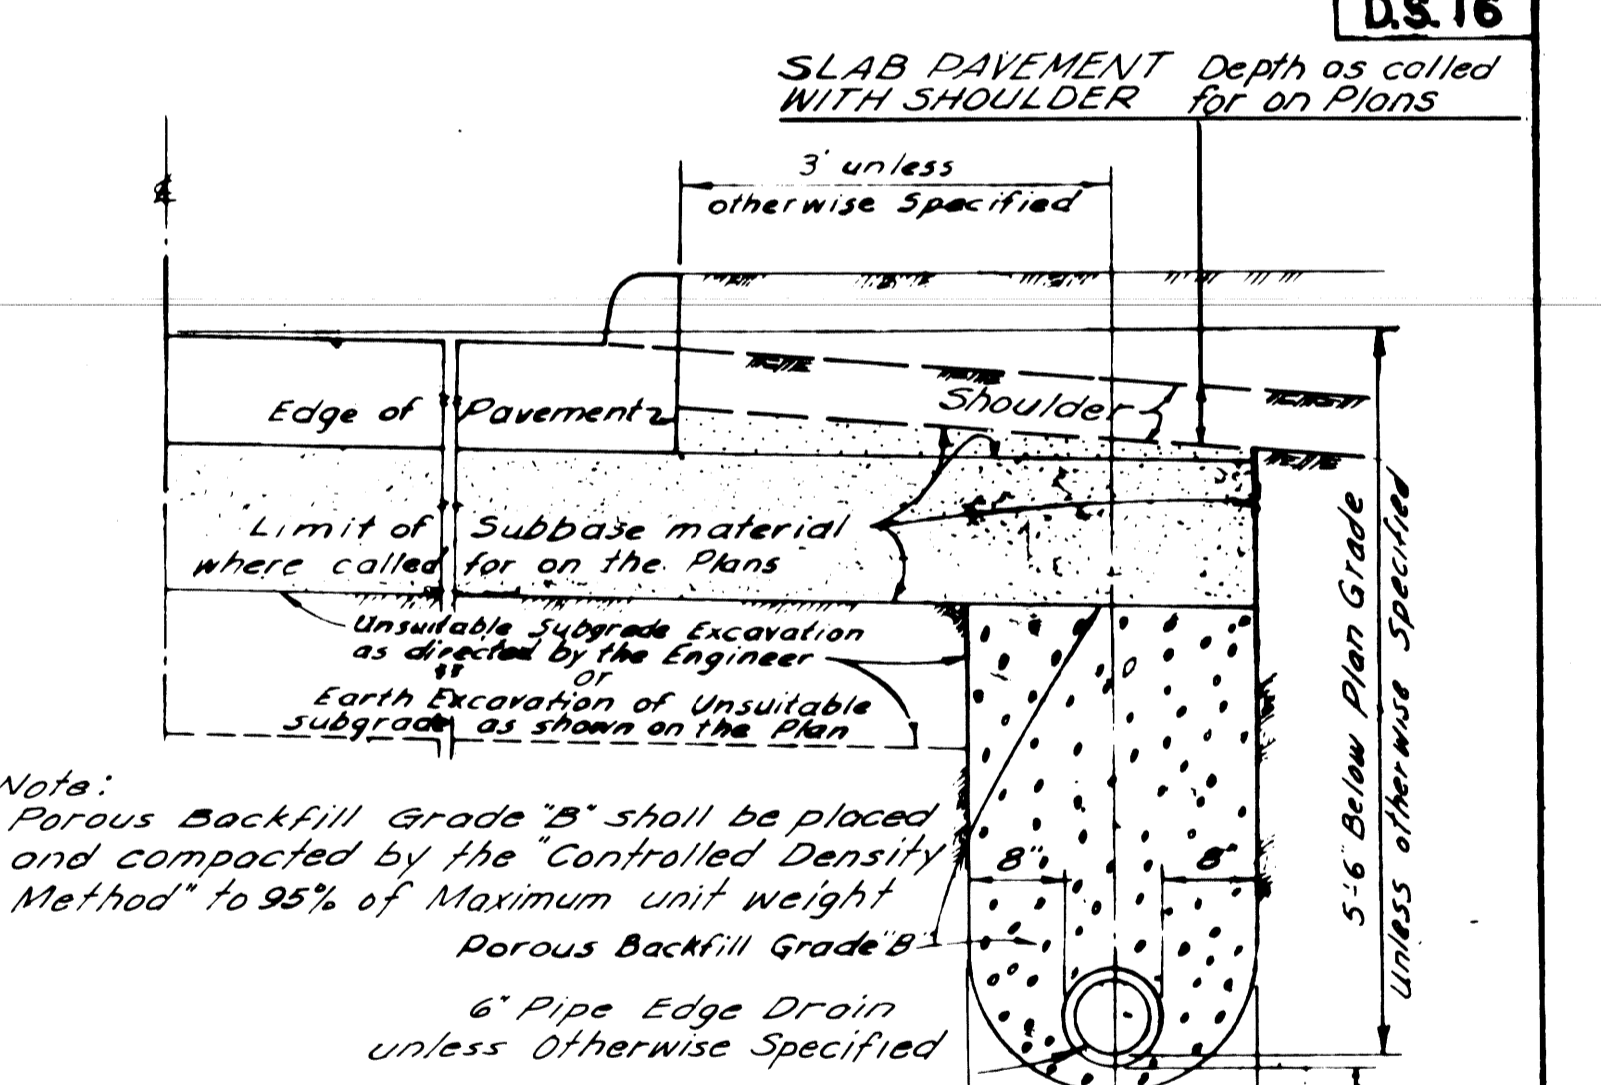 D.S. 16
SLAB PAVEMENT Depth as called
WITH SHOULDER for on Plans
3' unless
otherwise Specified
℄
Edge of Pavement
Shoulder
Limit of Subbase material
where called for on the Plans
Unsuitable Subgrade Excavation
as directed by the Engineer
or
Earth Excavation of Unsuitable
subgrade as shown on the Plan
Note:
Porous Backfill Grade "B" shall be placed
and compacted by the "Controlled Density
Method" to 95% of Maximum unit weight
8" 8"
Porous Backfill Grade "B"
6" Pipe Edge Drain
unless Otherwise Specified
5'-6" Below Plan Grade
unless otherwise Specified